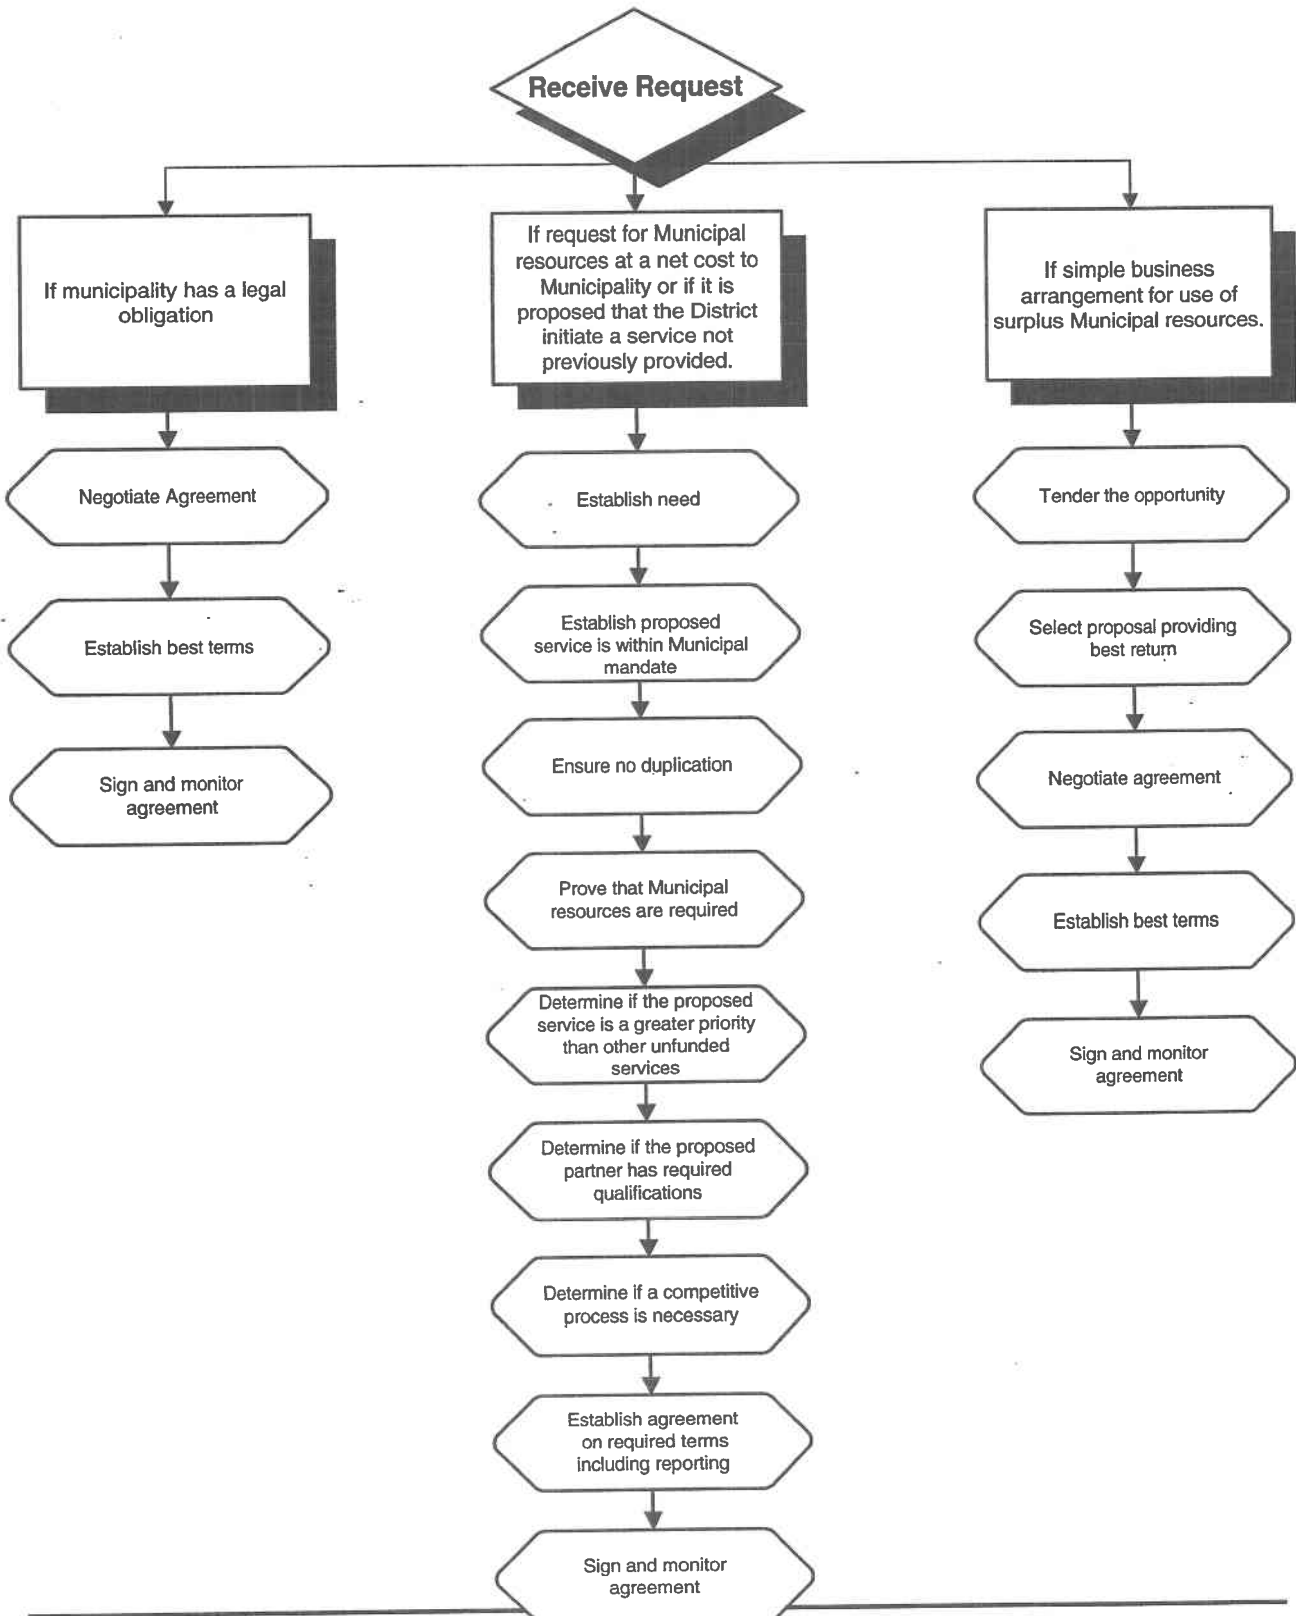 Receive Request
If municipality has a legal
obligation
Negotiate Agreement
Establish best terms
Sign and monitor
agreement
If request for Municipal
resources at a net cost to
Municipality or if it is
proposed that the District
initiate a service not
previously provided.
Establish need
Establish proposed
service is within Municipal
mandate
Ensure no duplication
Prove that Municipal
resources are required
Determine if the proposed
service is a greater priority
than other unfunded
services
Determine if the proposed
partner has required
qualifications
Determine if a competitive
process is necessary
Establish agreement
on required terms
including reporting
Sign and monitor
agreement
If simple business
arrangement for use of
surplus Municipal resources.
Tender the opportunity
Select proposal providing
best return
Negotiate agreement
Establish best terms
Sign and monitor
agreement